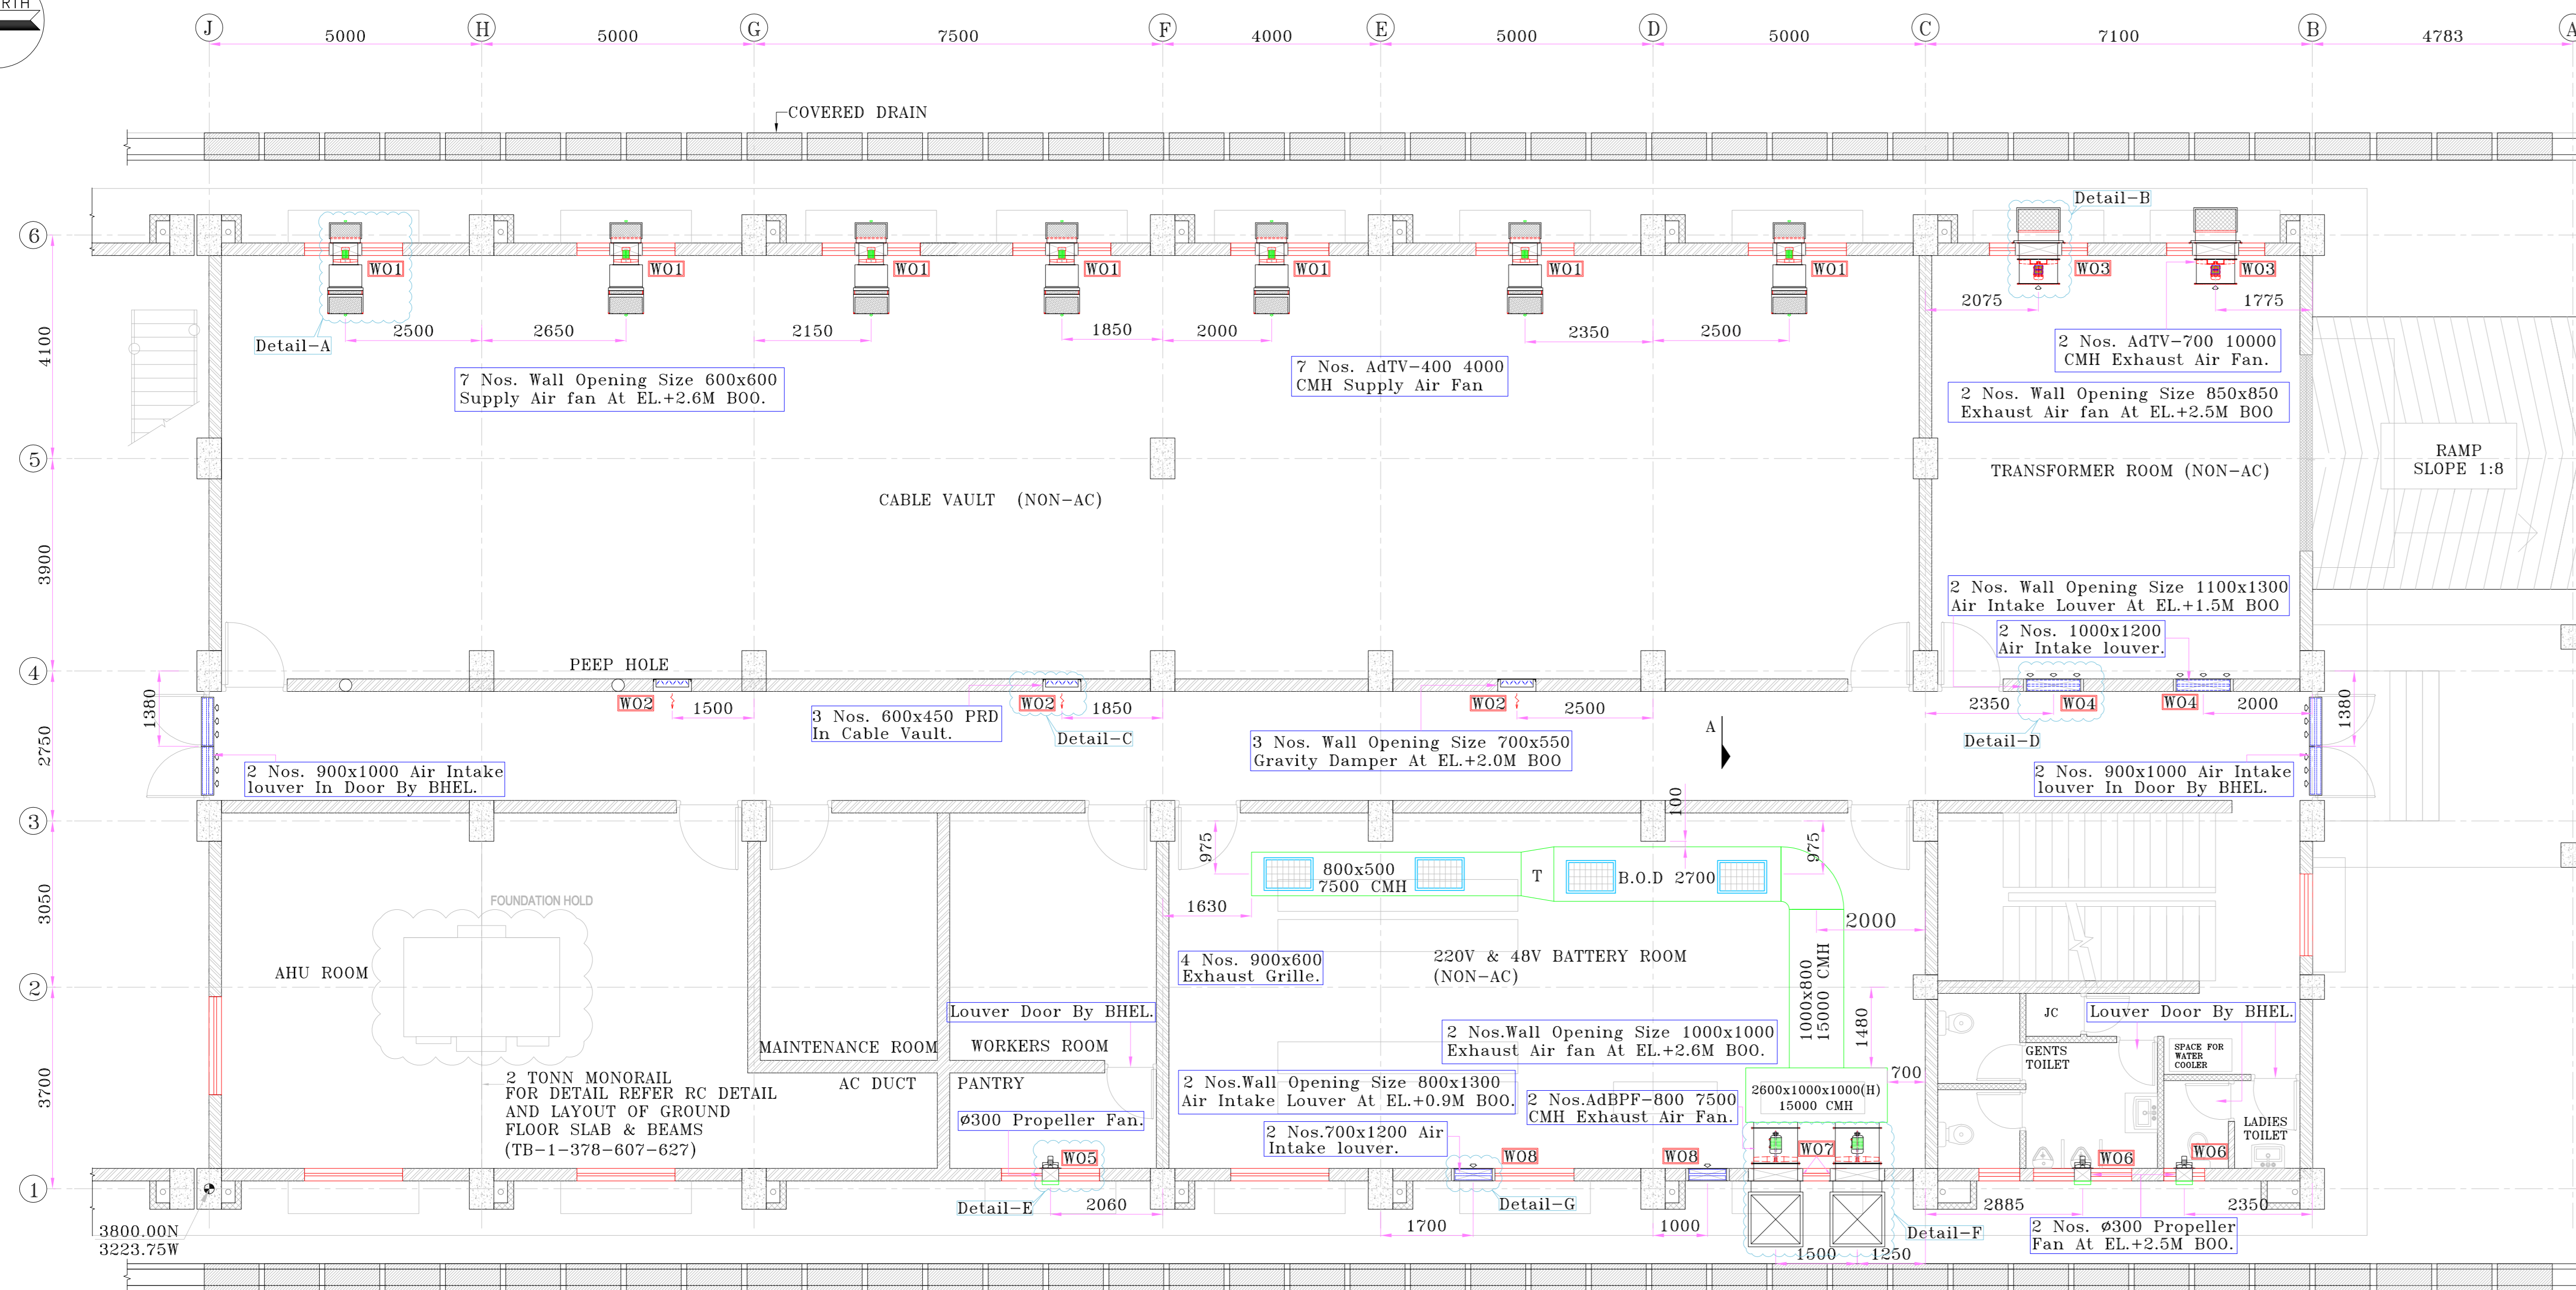 RTH
J
H
G
F
E
D
C
B
A
5000
5000
7500
4000
5000
5000
7100
4783
COVERED DRAIN
Detail-B
6
WO1
WO1
WO1
WO1
WO1
WO1
WO1
WO3
WO3
2075
1775
2500
2650
2150
1850
2000
2350
2500
Detail-A
4100
7 Nos. Wall Opening Size 600x600
Supply Air fan At EL.+2.6M BOO.
7 Nos. AdTV-400 4000
CMH Supply Air Fan
2 Nos. AdTV-700 10000
CMH Exhaust Air Fan.
2 Nos. Wall Opening Size 850x850
Exhaust Air fan At EL.+2.5M BOO
5
CABLE VAULT (NON-AC)
TRANSFORMER ROOM (NON-AC)
RAMP
SLOPE 1:8
3900
2 Nos. Wall Opening Size 1100x1300
Air Intake Louver At EL.+1.5M BOO
2 Nos. 1000x1200
Air Intake louver.
4
PEEP HOLE
1380
WO2
1500
WO2
1850
WO2
2500
2350
WO4
WO4
2000
1380
3 Nos. 600x450 PRD
In Cable Vault.
Detail-C
A
Detail-D
2750
3 Nos. Wall Opening Size 700x550
Gravity Damper At EL.+2.0M BOO
2 Nos. 900x1000 Air Intake
louver In Door By BHEL.
2 Nos. 900x1000 Air Intake
louver In Door By BHEL.
3
100
975
975
800x500
7500 CMH
T
B.O.D 2700
3050
FOUNDATION HOLD
1630
2000
AHU ROOM
4 Nos. 900x600
Exhaust Grille.
220V & 48V BATTERY ROOM
(NON-AC)
1000x800
15000 CMH
2
Louver Door By BHEL.
1480
JC
Louver Door By BHEL.
MAINTENANCE ROOM
WORKERS ROOM
2 Nos.Wall Opening Size 1000x1000
Exhaust Air fan At EL.+2.6M BOO.
GENTS
TOILET
SPACE FOR
WATER
COOLER
3700
2 TONN MONORAIL
FOR DETAIL REFER RC DETAIL
AND LAYOUT OF GROUND
FLOOR SLAB & BEAMS
(TB-1-378-607-627)
AC DUCT
PANTRY
2 Nos.Wall Opening Size 800x1300
Air Intake Louver At EL.+0.9M BOO.
700
2600x1000x1000(H)
15000 CMH
2 Nos.AdBPF-800 7500
CMH Exhaust Air Fan.
Ø300 Propeller Fan.
2 Nos.700x1200 Air
Intake louver.
LADIES
TOILET
WO5
WO8
WO8
WO7
WO6
WO6
1
Detail-E
2060
Detail-G
1700
1000
2885
2350
3800.00N
3223.75W
Detail-F
1500
1250
2 Nos. Ø300 Propeller
Fan At EL.+2.5M BOO.